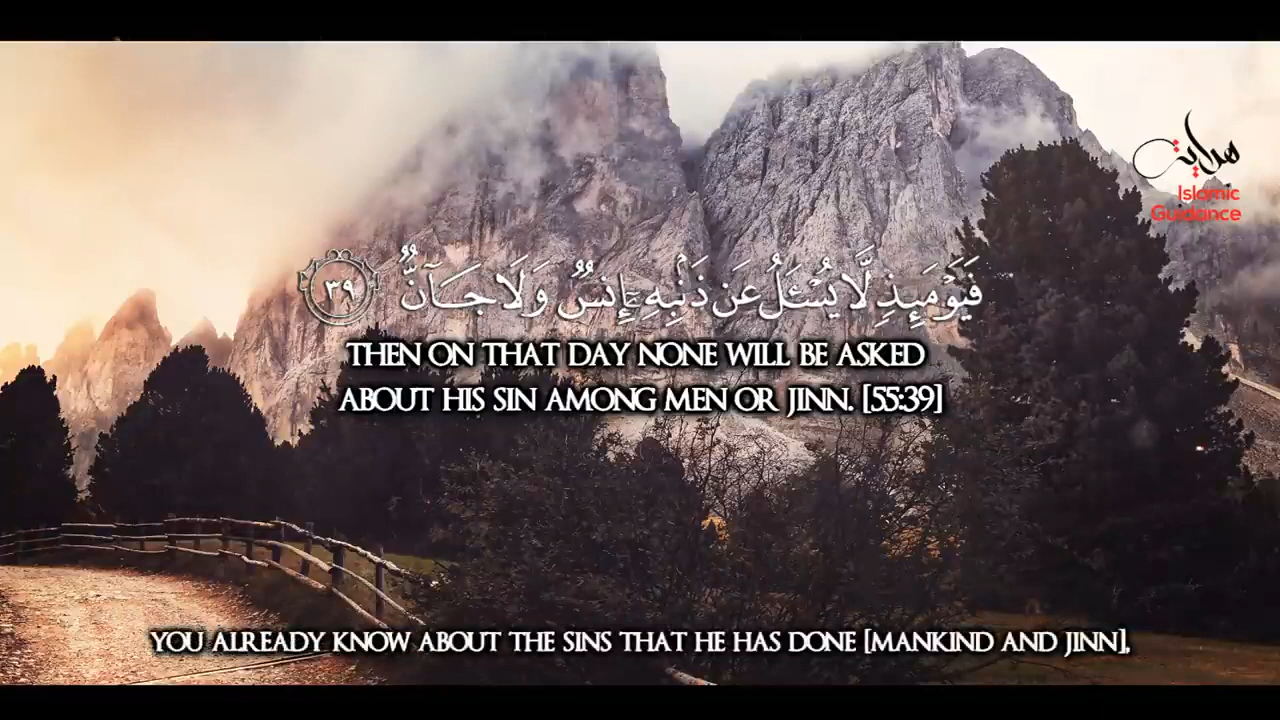 هداية
Islamic
Guidance
فَيَوْمَئِذٍ لَّا يُسْـَٔلُ عَن ذَنۢبِهِۦٓ إِنسٌ وَلَا جَآنٌّ ٣٩
THEN ON THAT DAY NONE WILL BE ASKED
ABOUT HIS SIN AMONG MEN OR JINN. [55:39]
YOU ALREADY KNOW ABOUT THE SINS THAT HE HAS DONE [MANKIND AND JINN],